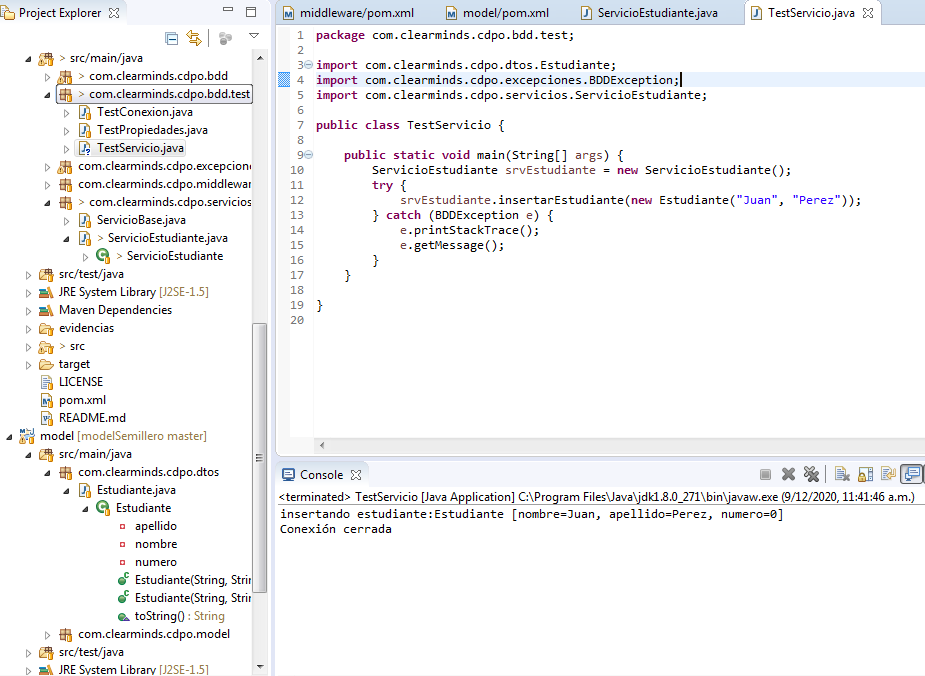 Project Explorer
> src/main/java
> com.clearminds.cdpo.bdd
> com.clearminds.cdpo.bdd.test
TestConexion.java
TestPropiedades.java
TestServicio.java
com.clearminds.cdpo.excepcione
com.clearminds.cdpo.middlewar
> com.clearminds.cdpo.servicios
ServicioBase.java
> ServicioEstudiante.java
> ServicioEstudiante
src/test/java
JRE System Library [J2SE-1.5]
Maven Dependencies
evidencias
> src
target
LICENSE
pom.xml
README.md
model [modelSemillero master]
src/main/java
com.clearminds.cdpo.dtos
Estudiante.java
Estudiante
apellido
nombre
numero
Estudiante(String, Strin
Estudiante(String, Strin
toString() : String
com.clearminds.cdpo.model
src/test/java
JRE System Library [J2SE-1.5]
middleware/pom.xml
model/pom.xml
ServicioEstudiante.java
TestServicio.java
1 package com.clearminds.cdpo.bdd.test;
2
3 import com.clearminds.cdpo.dtos.Estudiante;
4 import com.clearminds.cdpo.excepciones.BDDException;
5 import com.clearminds.cdpo.servicios.ServicioEstudiante;
6
7 public class TestServicio {
8
9 public static void main(String[] args) {
10 ServicioEstudiante srvEstudiante = new ServicioEstudiante();
11 try {
12 srvEstudiante.insertarEstudiante(new Estudiante("Juan", "Perez"));
13 } catch (BDDException e) {
14 e.printStackTrace();
15 e.getMessage();
16 }
17 }
18
19 }
20
Console
<terminated> TestServicio [Java Application] C:\Program Files\Java\jdk1.8.0_271\bin\javaw.exe (9/12/2020, 11:41:46 a.m.)
insertando estudiante:Estudiante [nombre=Juan, apellido=Perez, numero=0]
Conexión cerrada